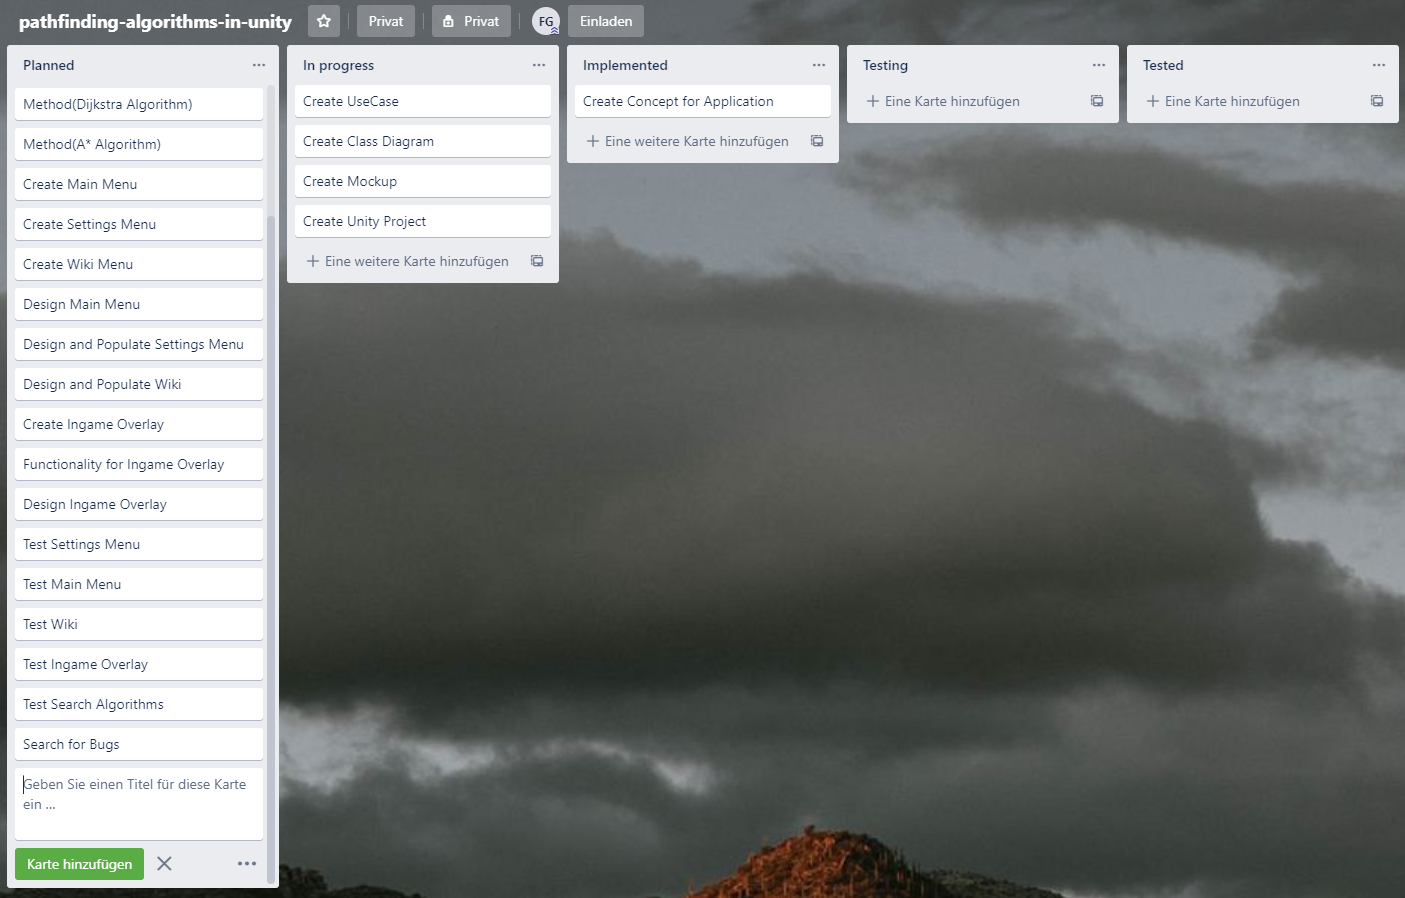 pathfinding-algorithms-in-unity
Privat
Privat
FG
Einladen
Planned
Method(Dijkstra Algorithm)
Method(A* Algorithm)
Create Main Menu
Create Settings Menu
Create Wiki Menu
Design Main Menu
Design and Populate Settings Menu
Design and Populate Wiki
Create Ingame Overlay
Functionality for Ingame Overlay
Design Ingame Overlay
Test Settings Menu
Test Main Menu
Test Wiki
Test Ingame Overlay
Test Search Algorithms
Search for Bugs
Geben Sie einen Titel für diese Karte
ein ...
Karte hinzufügen
In progress
Create UseCase
Create Class Diagram
Create Mockup
Create Unity Project
Eine weitere Karte hinzufügen
Implemented
Create Concept for Application
Eine weitere Karte hinzufügen
Testing
Eine Karte hinzufügen
Tested
Eine Karte hinzufügen